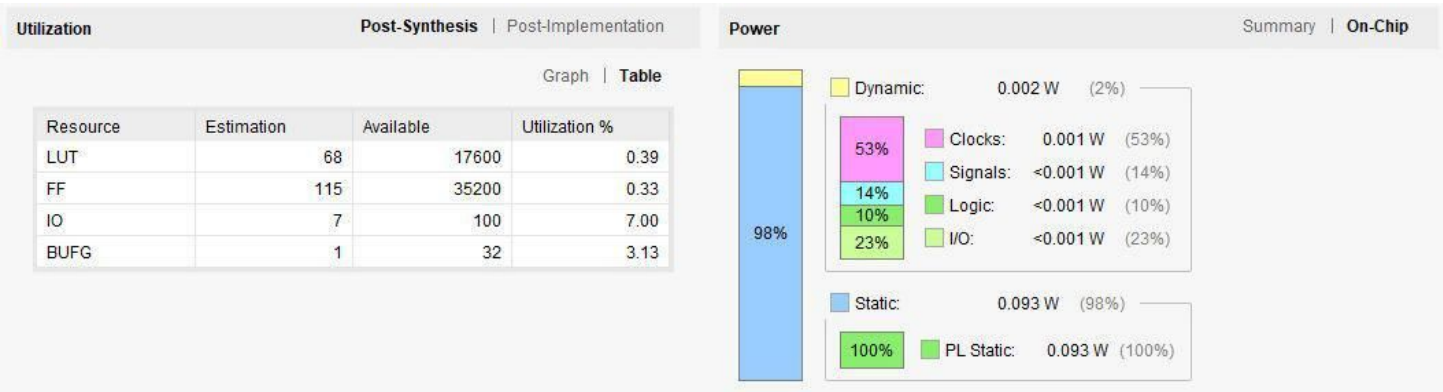 Utilization Post-Synthesis | Post-Implementation
Graph | Table
Resource Estimation Available Utilization %
LUT 68 17600 0.39
FF 115 35200 0.33
IO 7 100 7.00
BUFG 1 32 3.13
Power Summary | On-Chip
Dynamic: 0.002 W (2%)
53% Clocks: 0.001 W (53%)
14% Signals: <0.001 W (14%)
10% Logic: <0.001 W (10%)
23% I/O: <0.001 W (23%)
98%
Static: 0.093 W (98%)
100% PL Static: 0.093 W (100%)